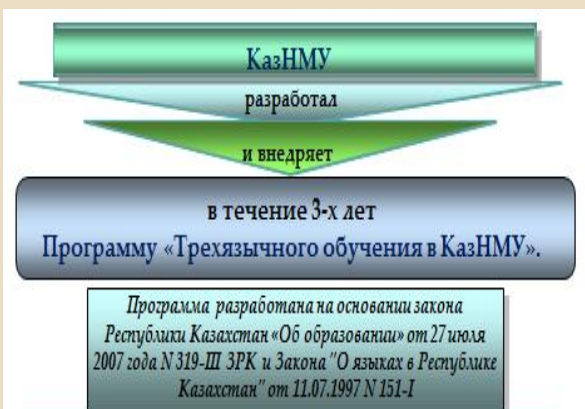 КазНМУ
разработал
и внедряет
в течение 3-х лет
Программу «Трехязычного обучения в КазНМУ».
Программа разработана на основании закона
Республики Казахстан «Об образовании» от 27 июля
2007 года N 319-III ЗРК и Закона "О языках в Республике
Казахстан" от 11.07.1997 N 151-I